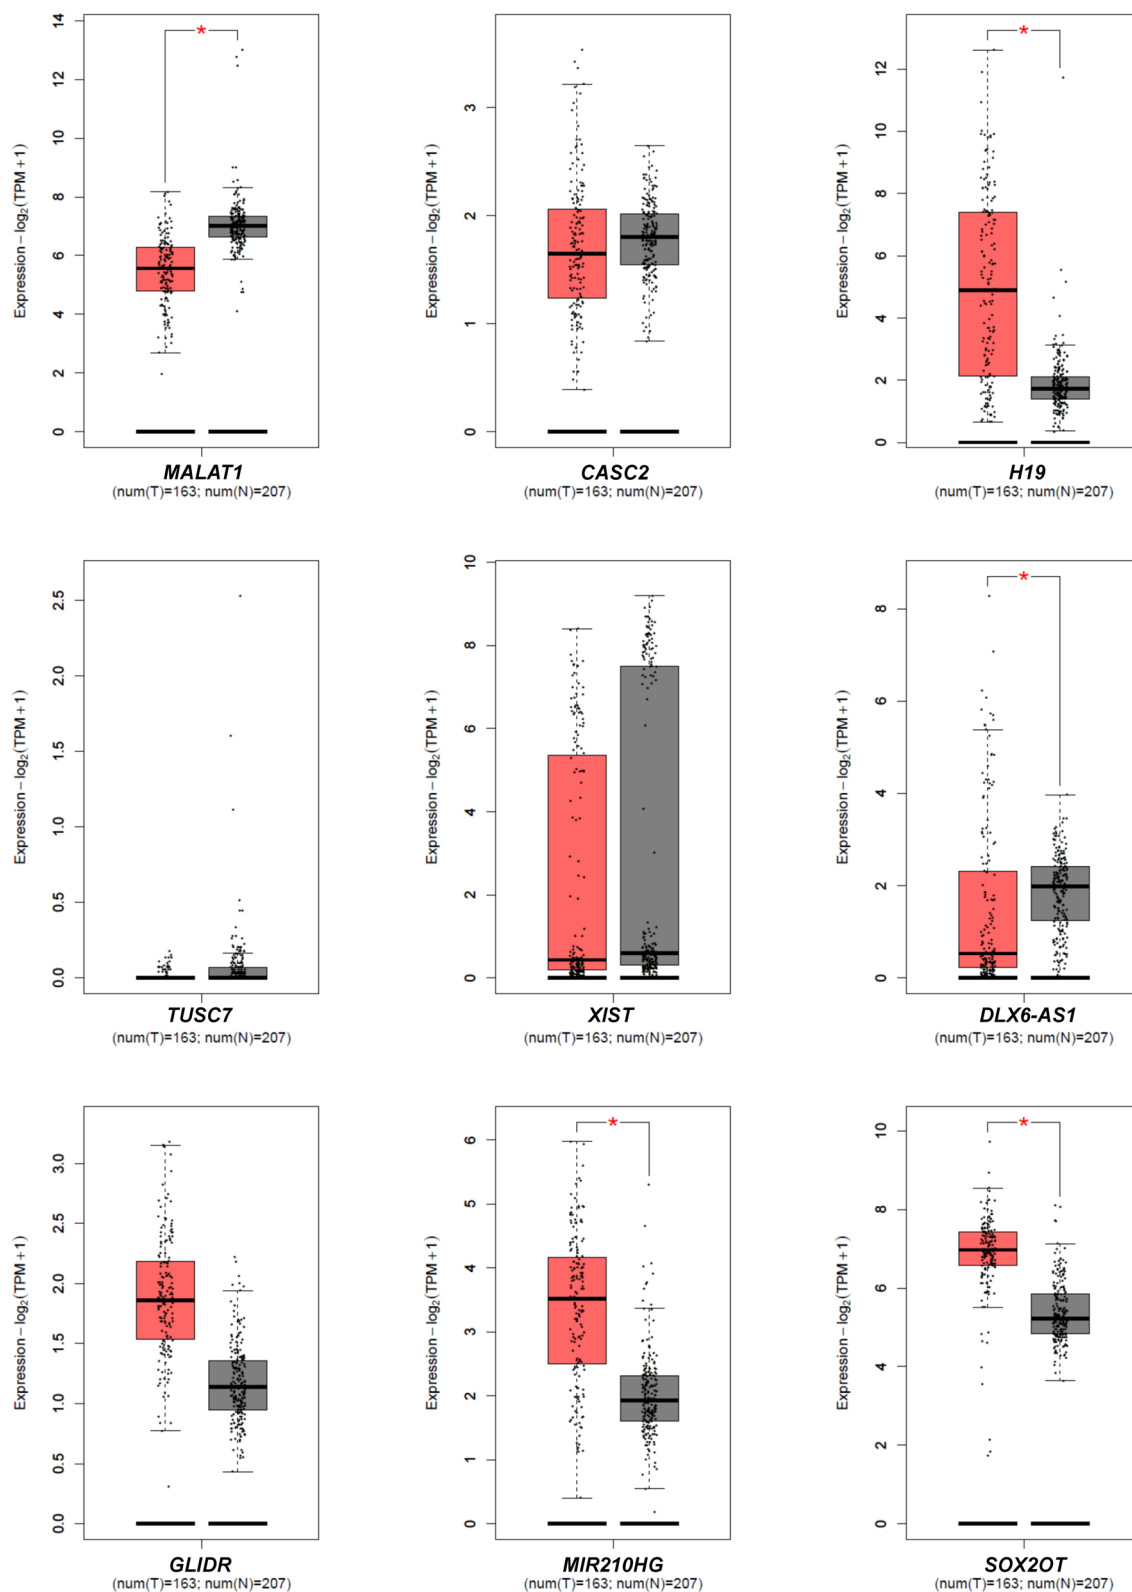 Expression − log₂(TPM + 1)
14
12
10
8
6
4
2
0
*
MALAT1
(num(T)=163; num(N)=207)
Expression − log₂(TPM + 1)
3
2
1
0
CASC2
(num(T)=163; num(N)=207)
Expression − log₂(TPM + 1)
12
10
8
6
4
2
0
*
H19
(num(T)=163; num(N)=207)
Expression − log₂(TPM + 1)
2.5
2.0
1.5
1.0
0.5
0.0
TUSC7
(num(T)=163; num(N)=207)
Expression − log₂(TPM + 1)
10
8
6
4
2
0
XIST
(num(T)=163; num(N)=207)
Expression − log₂(TPM + 1)
8
6
4
2
0
*
DLX6-AS1
(num(T)=163; num(N)=207)
Expression − log₂(TPM + 1)
3.0
2.5
2.0
1.5
1.0
0.5
0.0
GLIDR
(num(T)=163; num(N)=207)
Expression − log₂(TPM + 1)
6
5
4
3
2
1
0
*
MIR210HG
(num(T)=163; num(N)=207)
Expression − log₂(TPM + 1)
10
8
6
4
2
0
*
SOX2OT
(num(T)=163; num(N)=207)